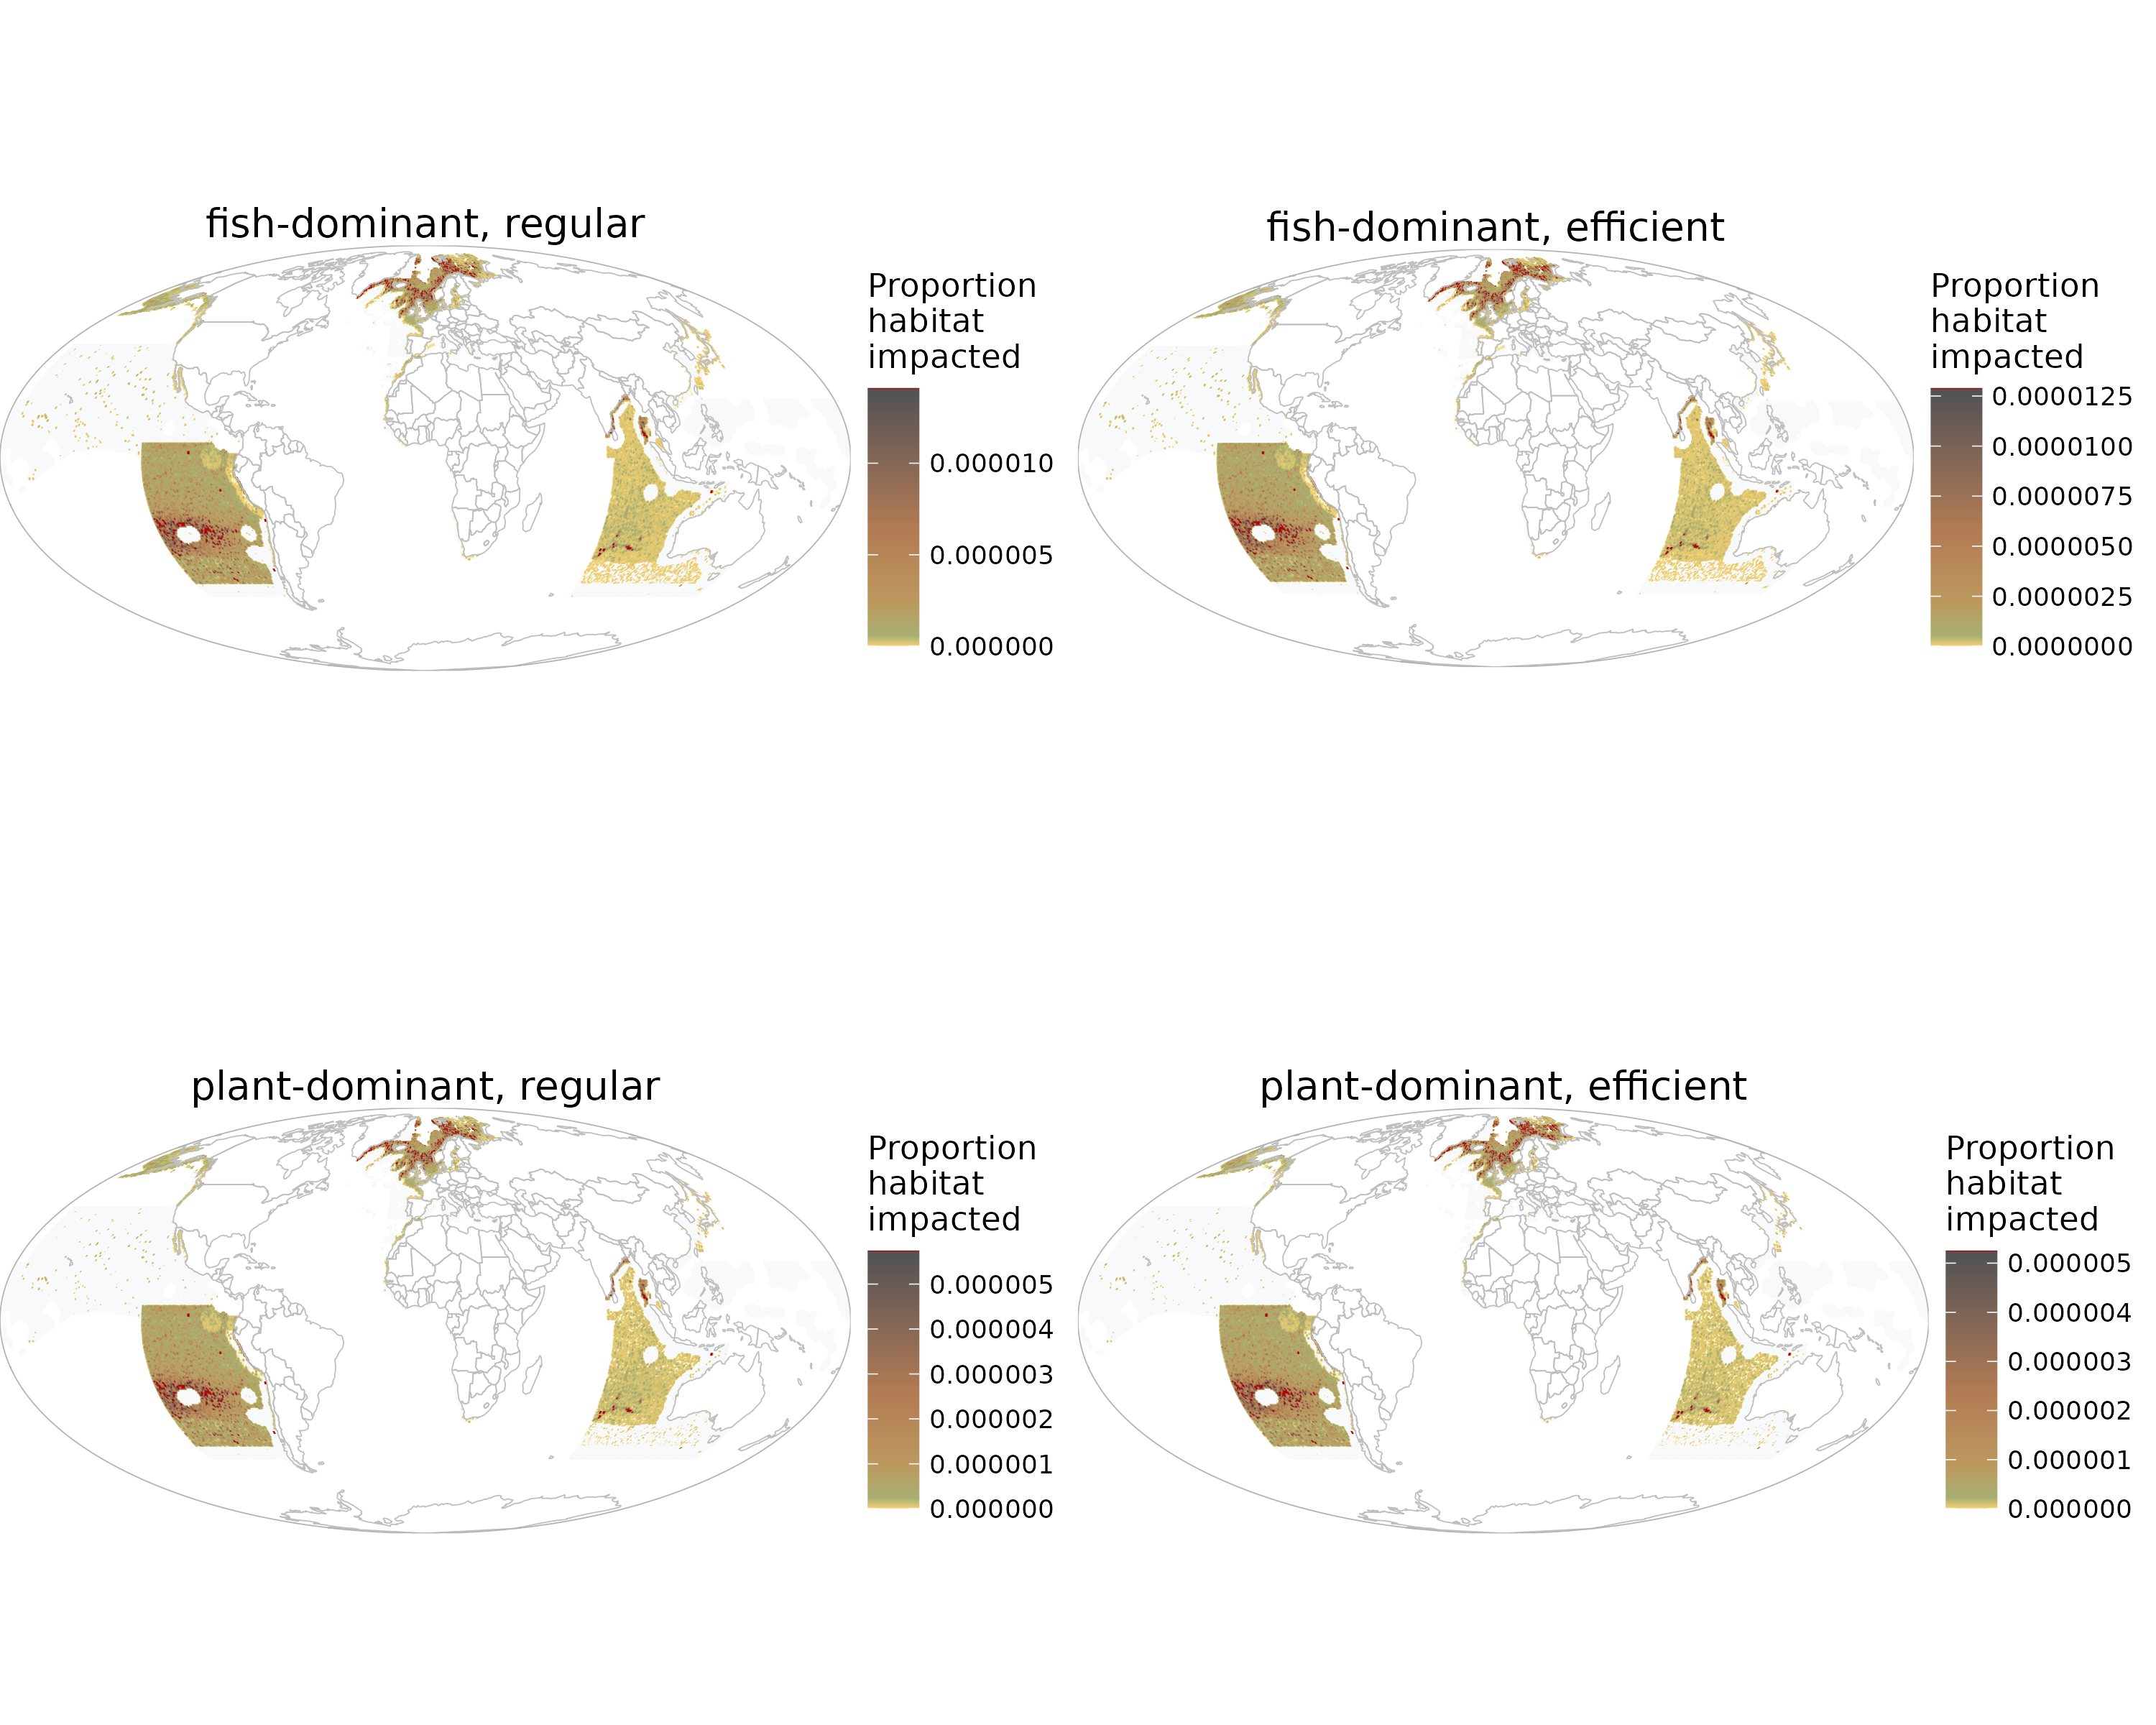 fish-dominant, regular
Proportion
habitat
impacted
0.000010
0.000005
0.000000
fish-dominant, efficient
Proportion
habitat
impacted
0.0000125
0.0000100
0.0000075
0.0000050
0.0000025
0.0000000
plant-dominant, regular
Proportion
habitat
impacted
0.000005
0.000004
0.000003
0.000002
0.000001
0.000000
plant-dominant, efficient
Proportion
habitat
impacted
0.000005
0.000004
0.000003
0.000002
0.000001
0.000000